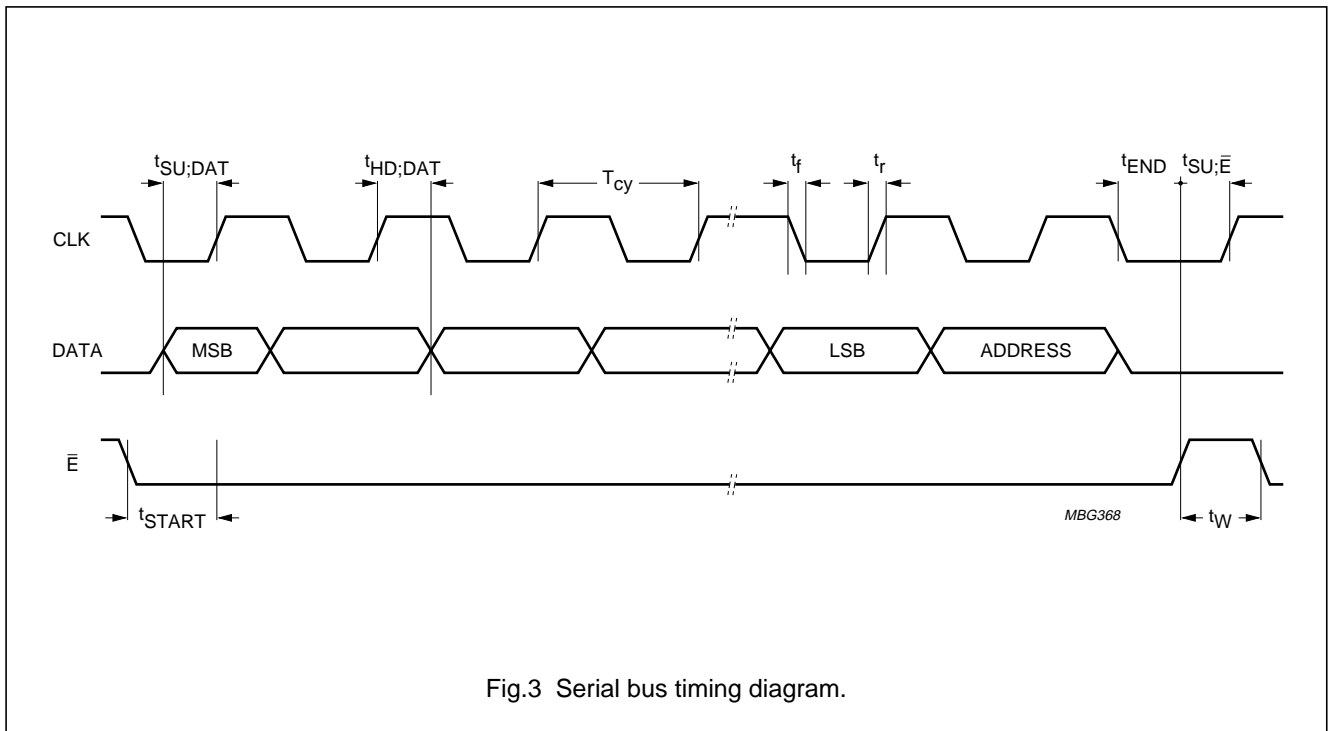 tSU;DAT
tHD;DAT
Tcy
tf
tr
tEND
tSU;Ē
CLK
DATA
MSB
LSB
ADDRESS
Ē
tSTART
MBG368
tW
Fig.3 Serial bus timing diagram.